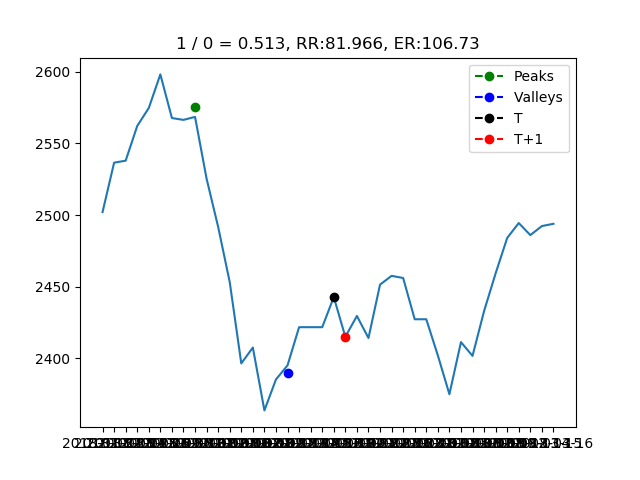 1 / 0 = 0.513, RR:81.966, ER:106.73
2600
2550
2500
2450
2400
Peaks
Valleys
T
T+1